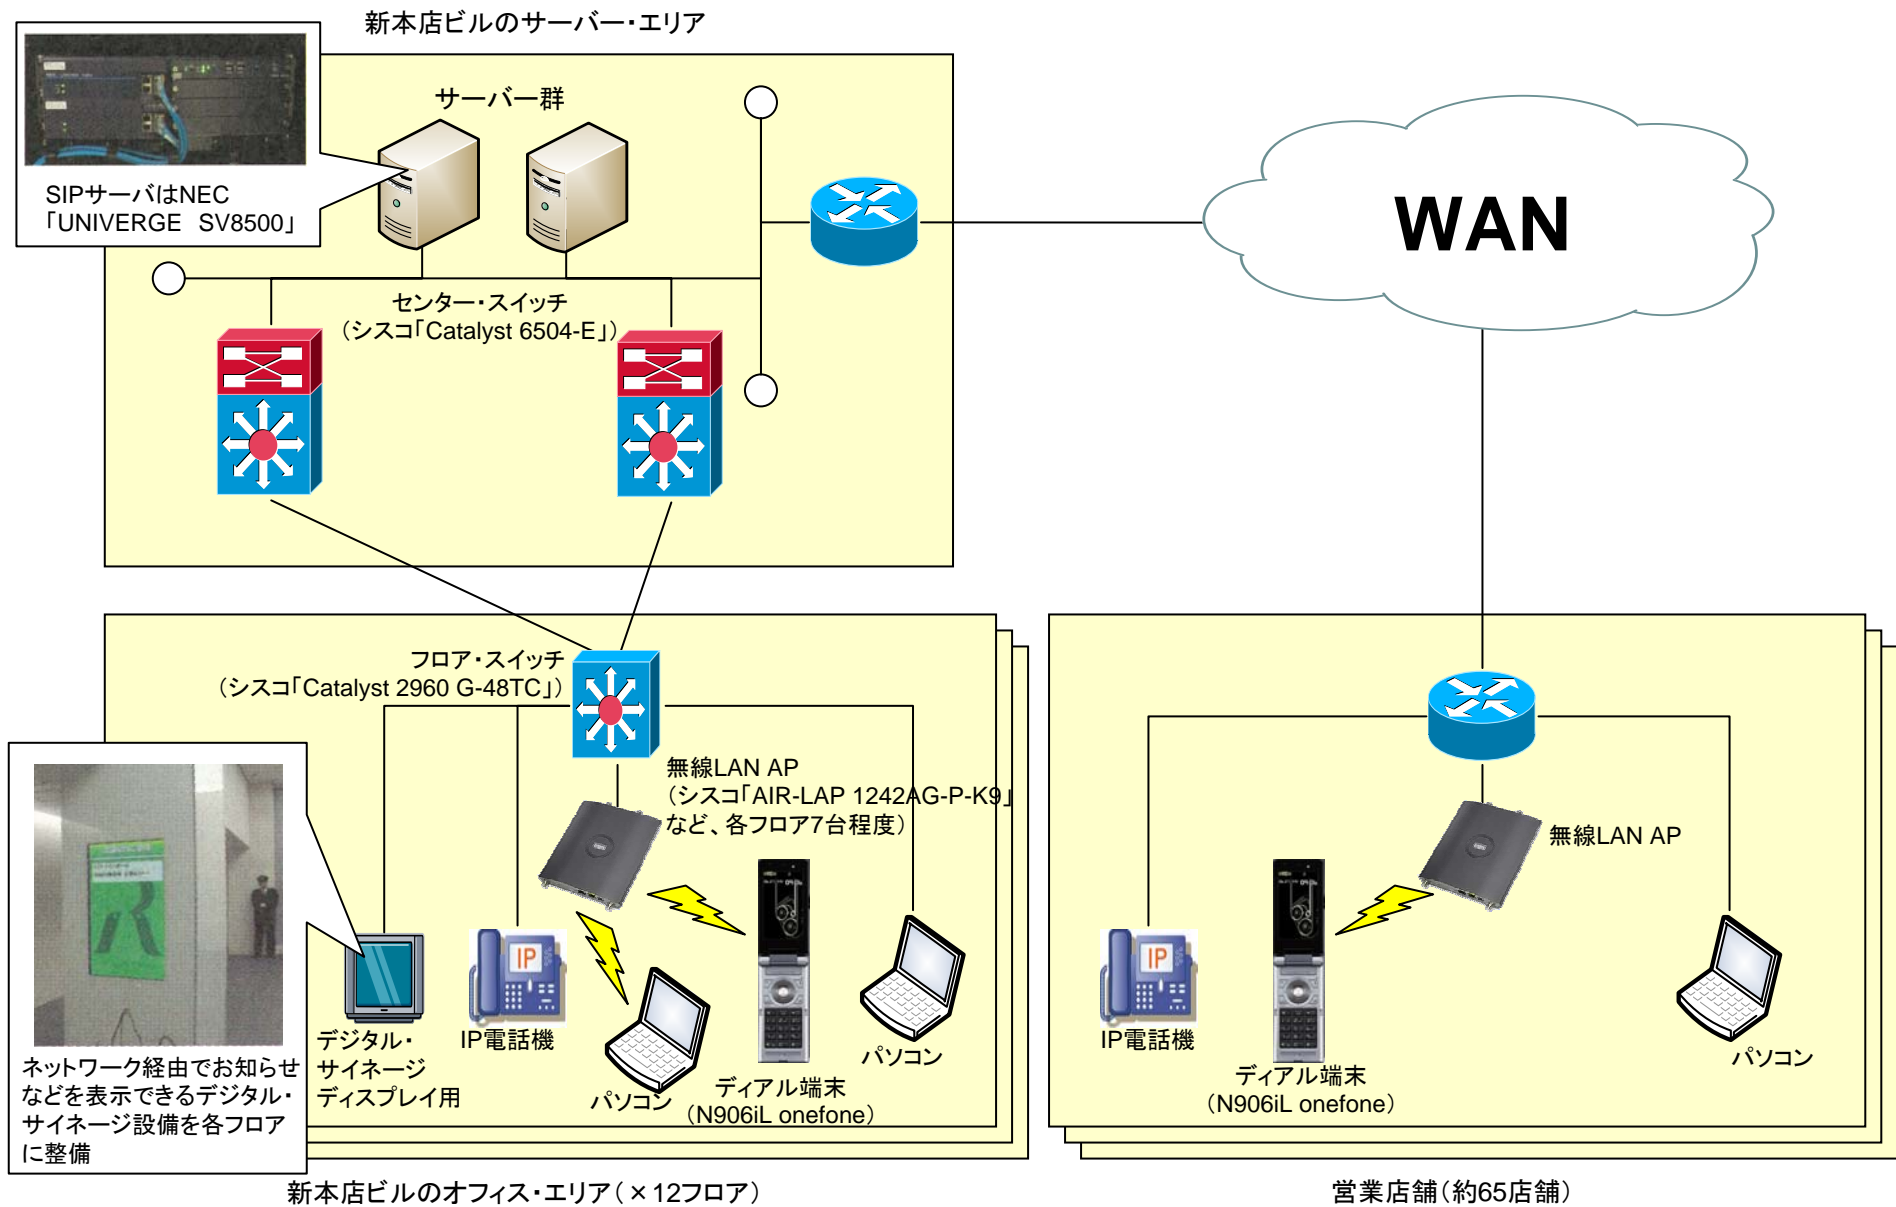 新本店ビルのサーバー・エリア
サーバー群
SIPサーバはNEC
「UNIVERGE　SV8500」
WAN
センター・スイッチ
（シスコ「Catalyst 6504-E」）
フロア・スイッチ
（シスコ「Catalyst 2960 G-48TC」）
無線LAN AP
（シスコ「AIR-LAP 1242AG-P-K9」
など、各フロア7台程度）
無線LAN AP
IP
IP
デジタル・
サイネージ
ディスプレイ用
IP電話機
パソコン
ディアル端末
（N906iL onefone）
パソコン
IP電話機
ディアル端末
（N906iL onefone）
パソコン
ネットワーク経由でお知らせ
などを表示できるデジタル・
サイネージ設備を各フロア
に整備
新本店ビルのオフィス・エリア（×12フロア）
営業店舗（約65店舗）